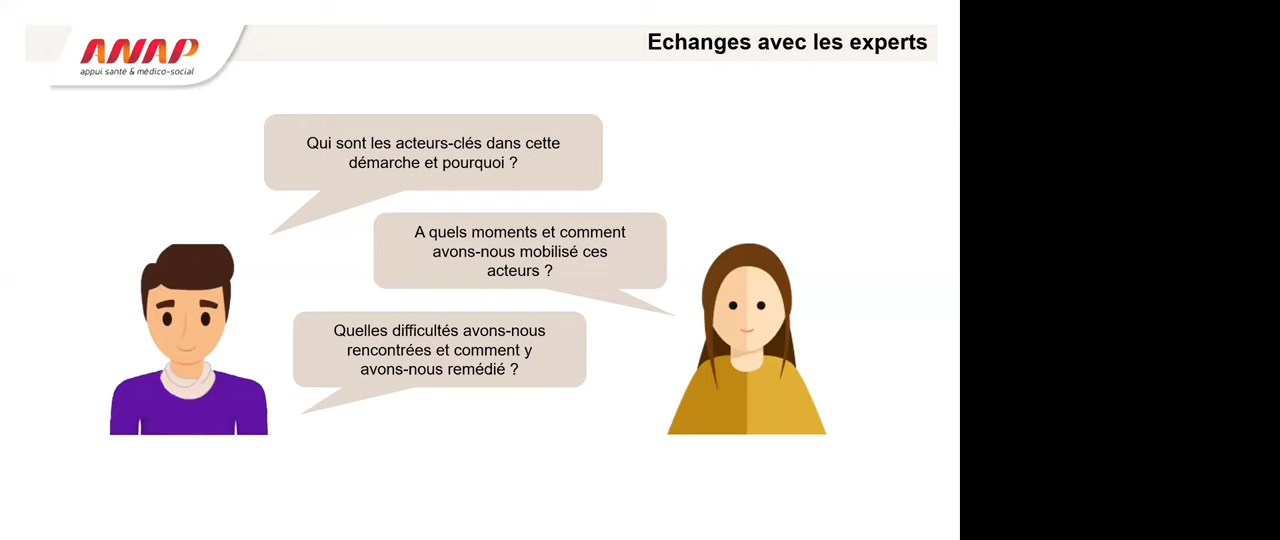 Echanges avec les experts
ANAP
appui santé & médico-social
Qui sont les acteurs-clés dans cette
démarche et pourquoi ?
A quels moments et comment
avons-nous mobilisé ces
acteurs ?
Quelles difficultés avons-nous
rencontrées et comment y
avons-nous remédié ?